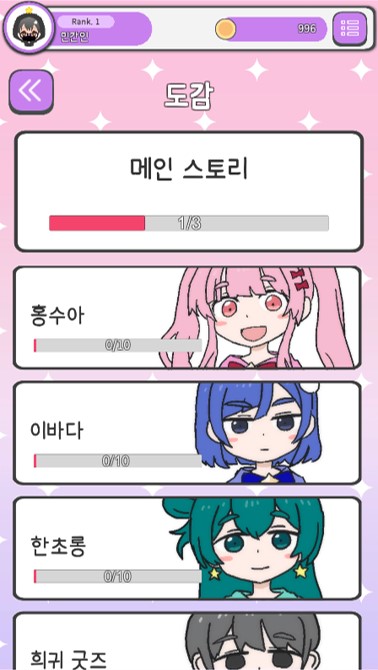 Rank. 1
민간인
996
도감
메인 스토리
1/3
홍수아
0/10
이바다
0/10
한초롱
0/10
희귀 굿즈